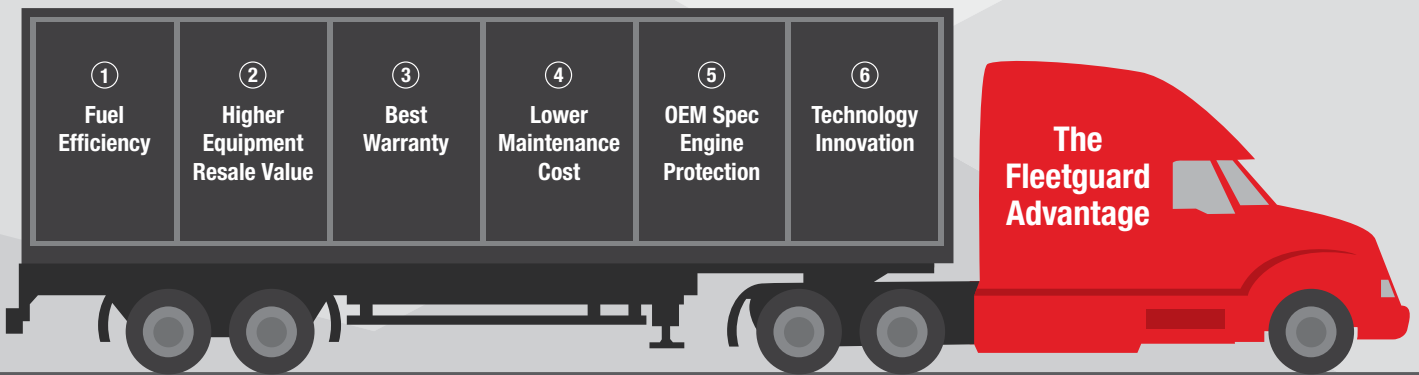 1
Fuel
Efficiency
2
Higher
Equipment
Resale Value
3
Best
Warranty
4
Lower
Maintenance
Cost
5
OEM Spec
Engine
Protection
6
Technology
Innovation
The
Fleetguard
Advantage